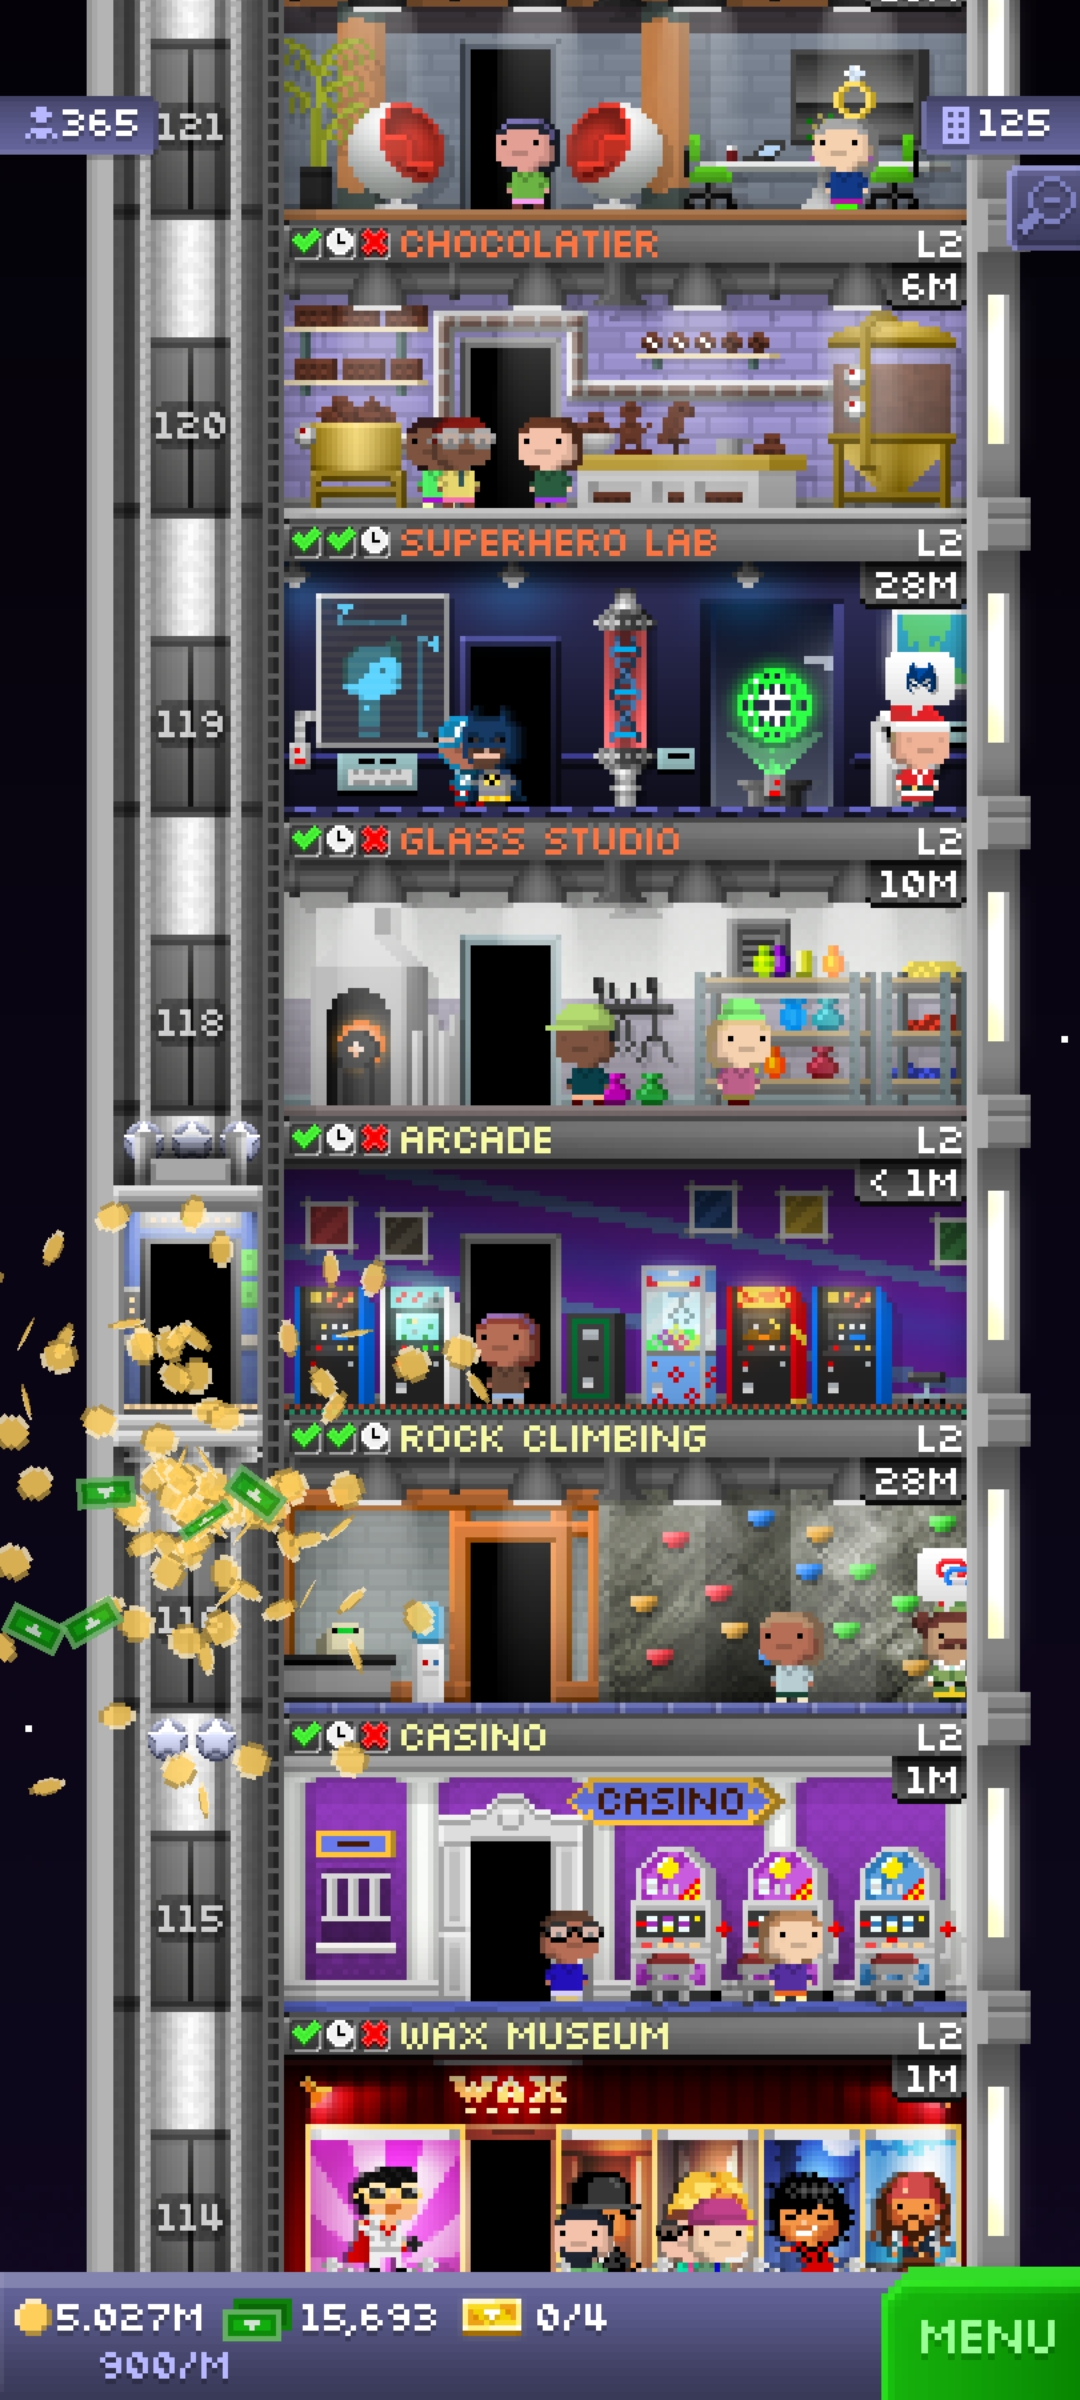 365
121
125
CHOCOLATIER L2
6M
120
SUPERHERO LAB L2
28M
119
GLASS STUDIO L2
10M
118
ARCADE L2
< 1M
ROCK CLIMBING L2
28M
CASINO L2
1M
CASINO
115
WAX MUSEUM L2
1M
WAX
114
5.027M 15,693 0/4
900/M
MENU